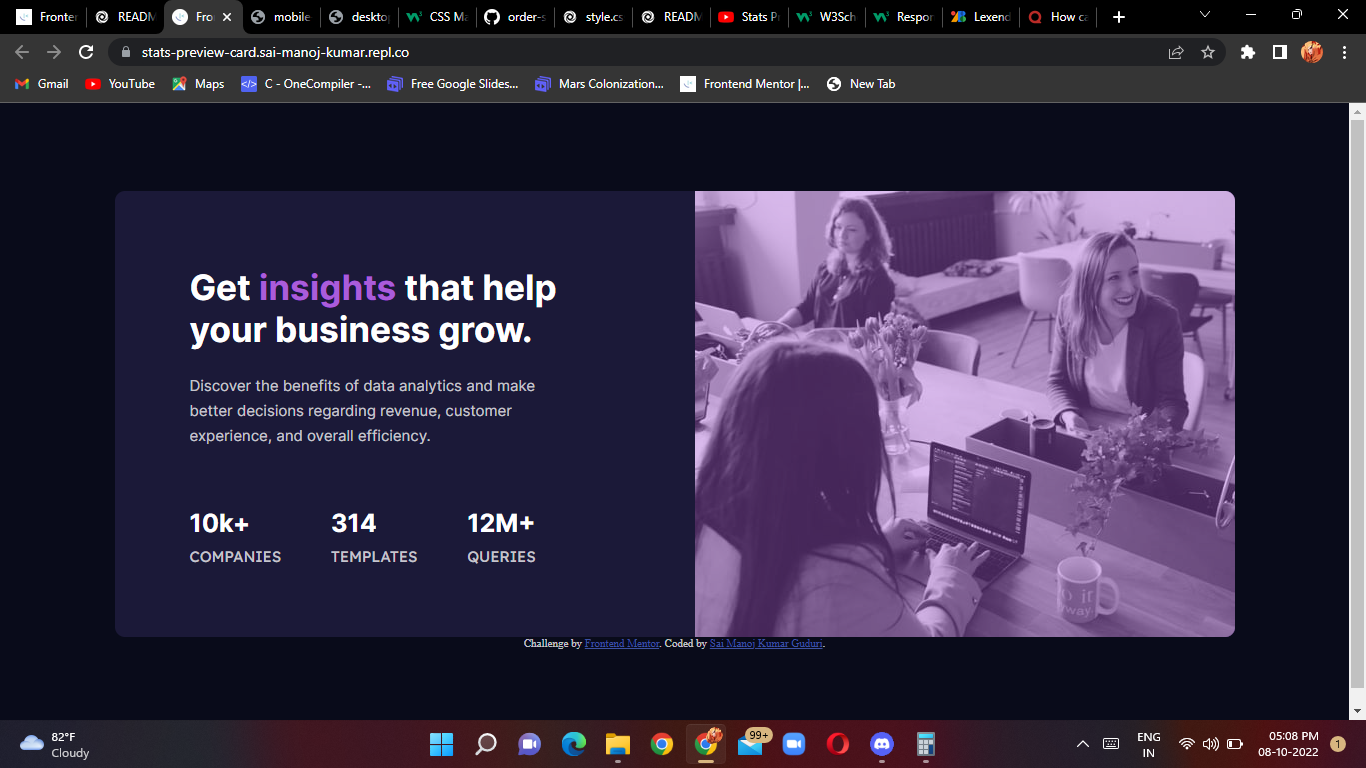 Fronter
READM
Fron
mobile
deskto
CSS Ma
order-s
style.cs
READM
Stats P
W3Sch
Respor
Lexend
How ca
stats-preview-card.sai-manoj-kumar.repl.co
Gmail
YouTube
Maps
C - OneCompiler -...
Free Google Slides...
Mars Colonization...
Frontend Mentor |...
New Tab
Get insights that help
your business grow.
Discover the benefits of data analytics and make
better decisions regarding revenue, customer
experience, and overall efficiency.
10k+ 314 12M+
COMPANIES TEMPLATES QUERIES
Challenge by Frontend Mentor. Coded by Sai Manoj Kumar Guduri.
82°F
Cloudy
99+
ENG
IN
05:08 PM
08-10-2022
1